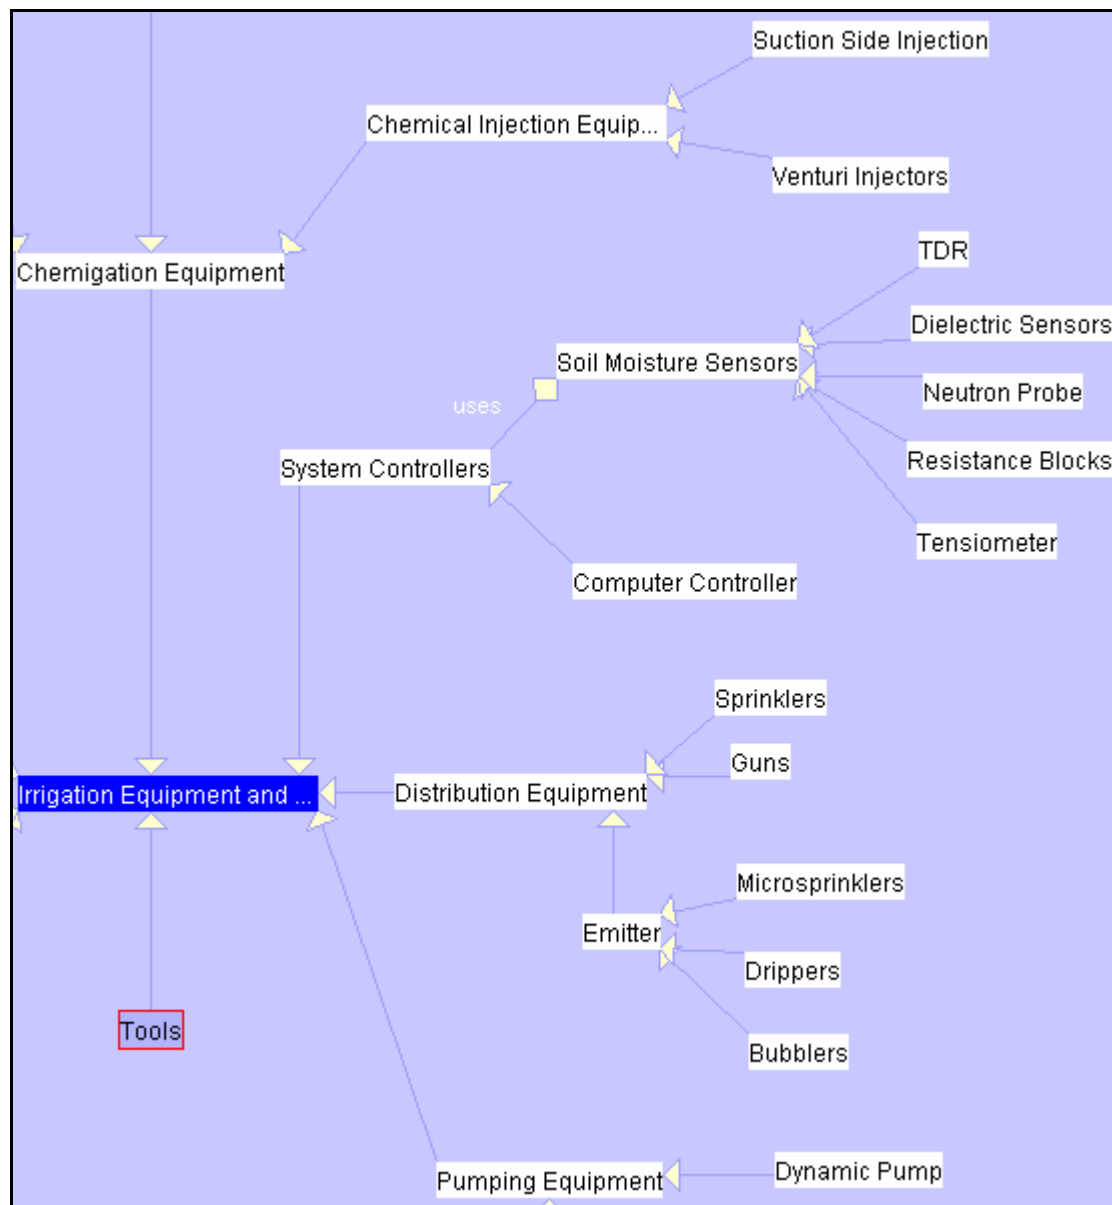 Suction Side Injection
Chemical Injection Equip...
Venturi Injectors
TDR
Chemigation Equipment
Dielectric Sensors
Soil Moisture Sensors
Neutron Probe
uses
Resistance Blocks
System Controllers
Tensiometer
Computer Controller
Sprinklers
Guns
Irrigation Equipment and ...
Distribution Equipment
Microsprinklers
Emitter
Drippers
Tools
Bubblers
Dynamic Pump
Pumping Equipment